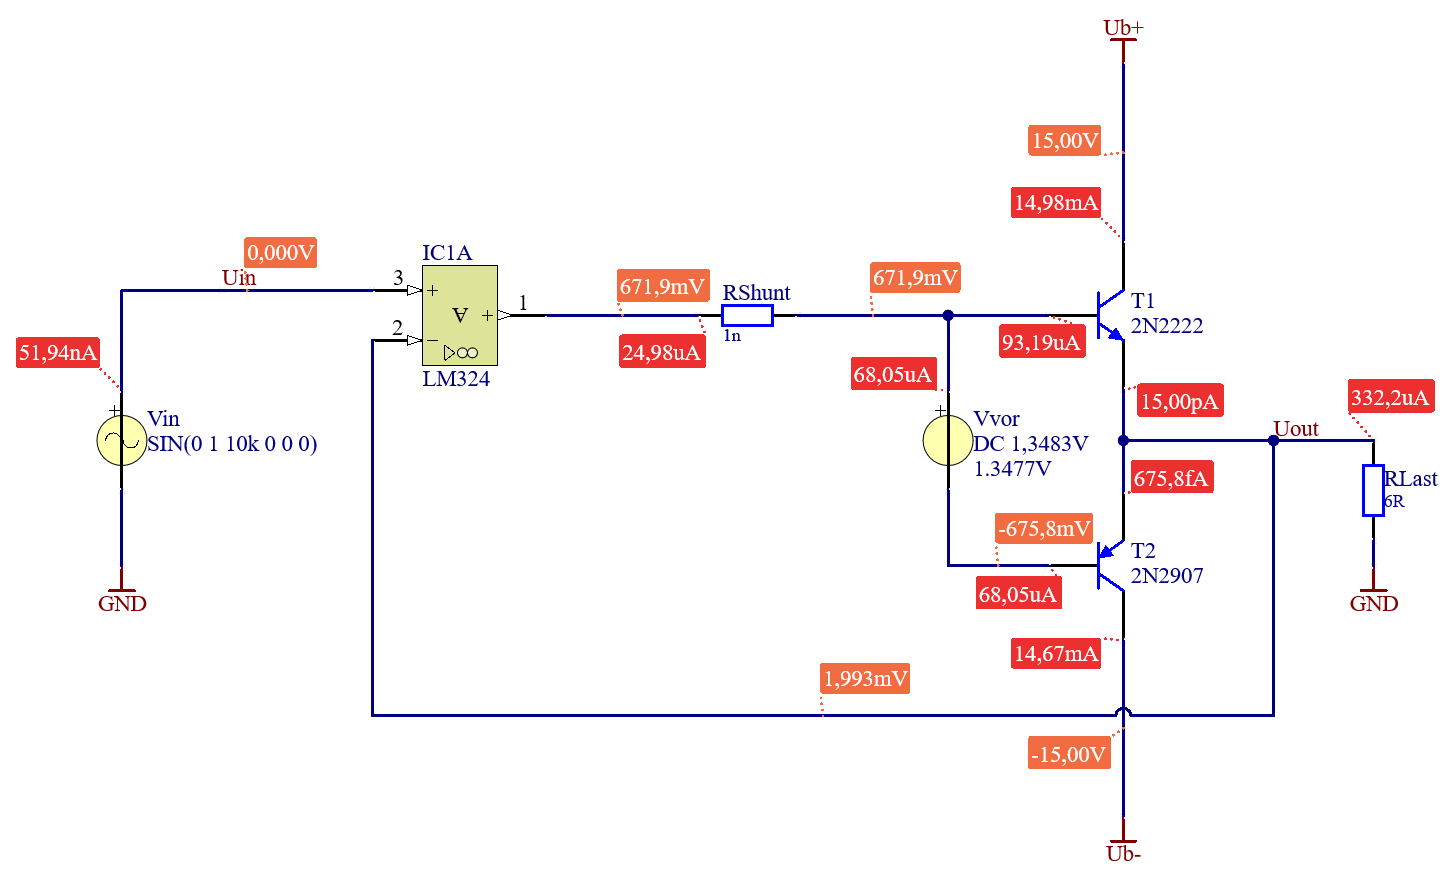 Ub+
15,00V
14,98mA
0,000V
Uin
IC1A
3
+
A
+
1
2
−
▷∞
LM324
671,9mV
24,98uA
RShunt
1n
671,9mV
T1
2N2222
93,19uA
51,94nA
+
Vin
SIN(0 1 10k 0 0 0)
68,05uA
+
Vvor
DC 1,3483V
1.3477V
15,00pA
332,2uA
Uout
675,8fA
RLast
6R
-675,8mV
T2
2N2907
68,05uA
GND
GND
14,67mA
1,993mV
-15,00V
Ub-